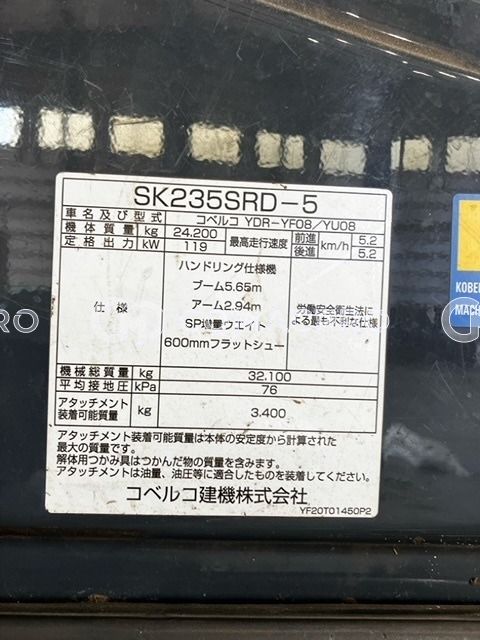 SK235SRD-5
車名及び型式 コベルコ YDR-YF08/YU08
機体質量 kg 24,200 最高走行速度 前進 km/h 5.2
定格出力 kW 119 後進 5.2
仕様
ハンドリング仕様機
ブーム5.65m
アーム2.94m
SP増量ウエイト
600mmフラットシュー
労働安全衛生法に
よる最も不利な仕様
機械総質量 kg 32,100
平均接地圧 kPa 76
アタッチメント
装着可能質量 kg 3,400
アタッチメント装着可能質量は本体の安定度から計算された
最大の質量です。
解体用つかみ具はつかんだ物の質量を含みます。
アタッチメントは油量、油圧等に適合したものを装着してください。
コベルコ建機株式会社
YF20T01450P2
KOBE
MACH
RO
G